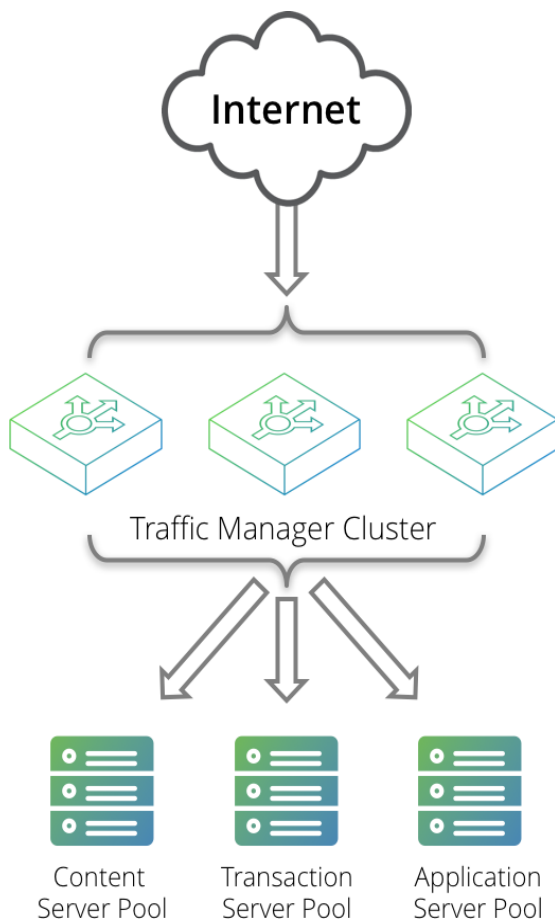 Internet
Traffic Manager Cluster
Content
Server Pool
Transaction
Server Pool
Application
Server Pool